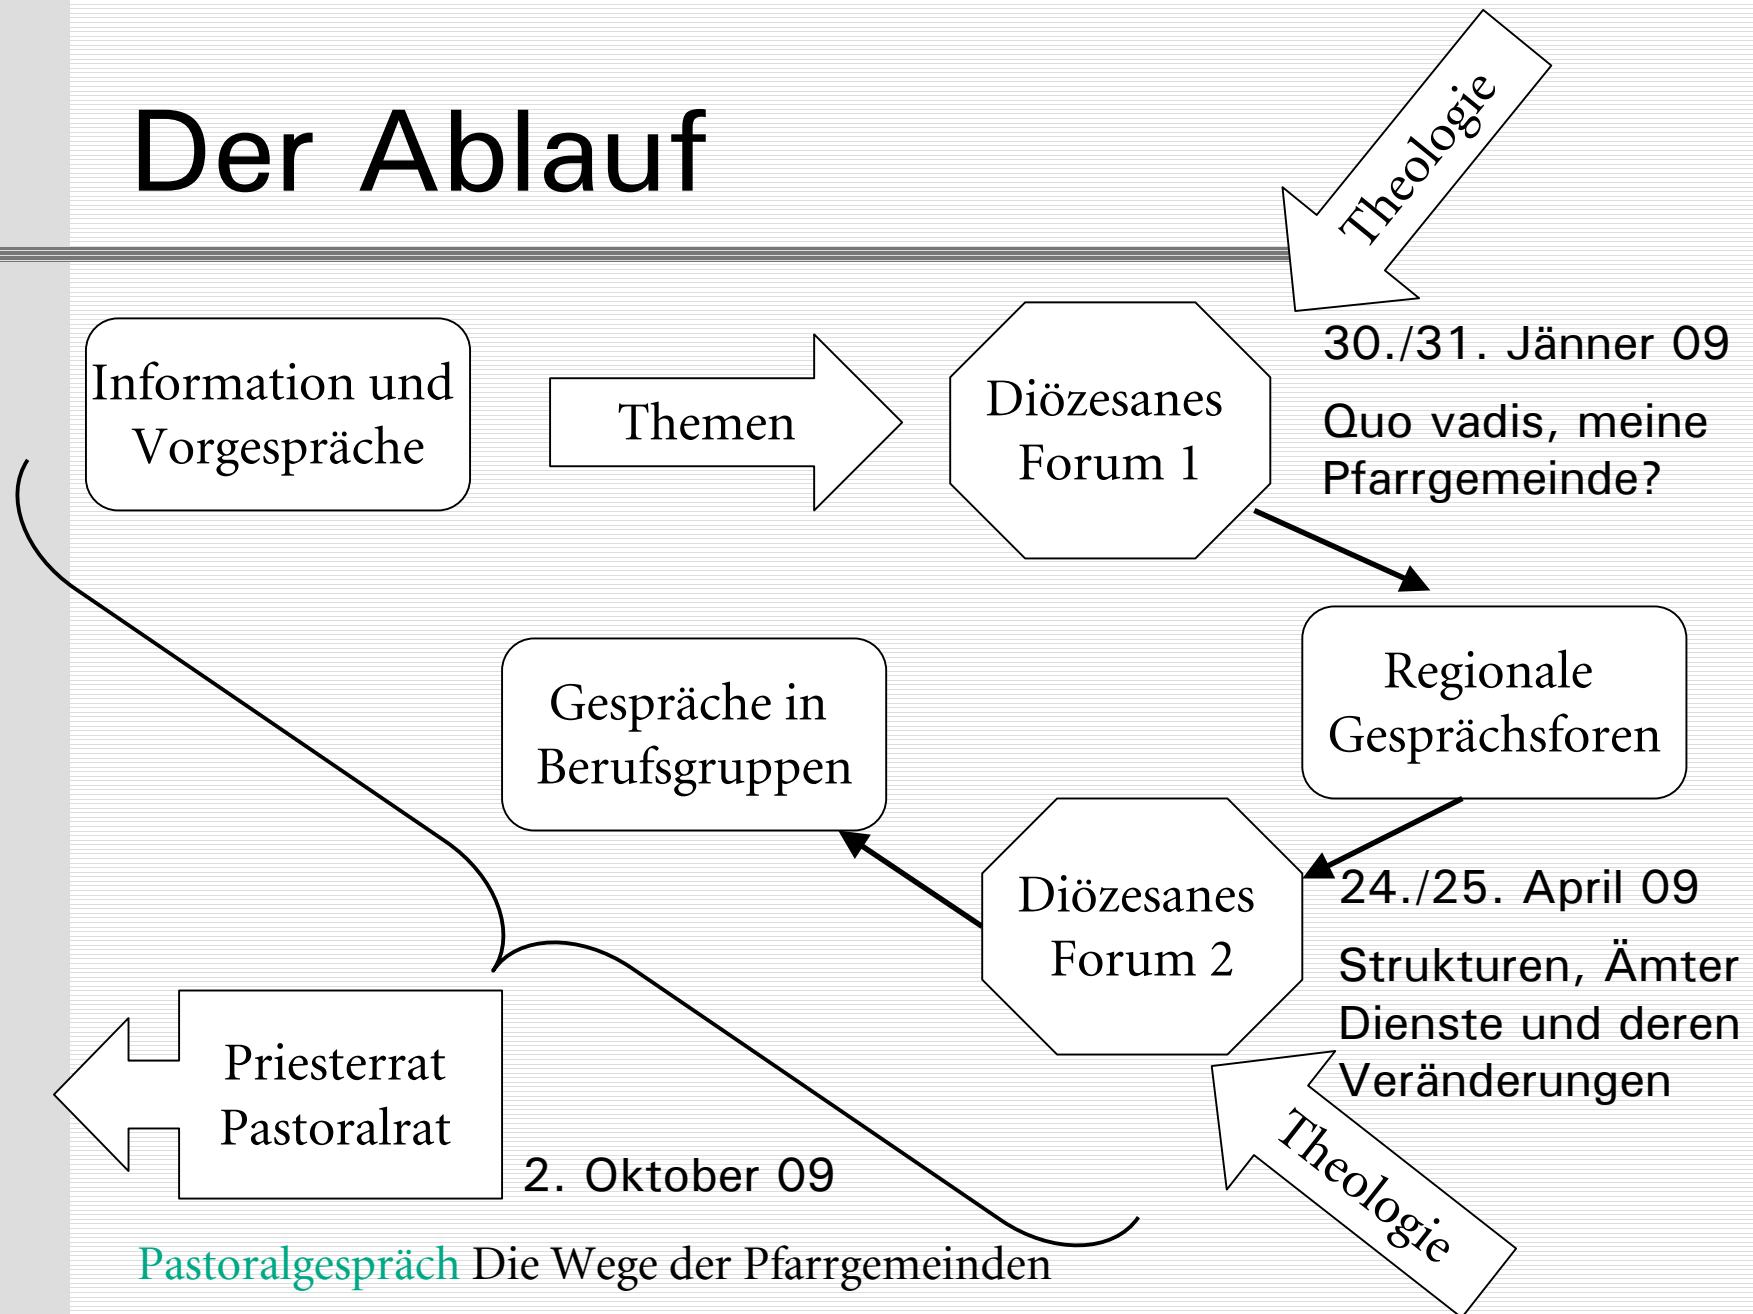 Der Ablauf
Theologie
Information und
Vorgespräche
Themen
Diözesanes
Forum 1
30./31. Jänner 09
Quo vadis, meine
Pfarrgemeinde?
Regionale
Gesprächsforen
Gespräche in
Berufsgruppen
Diözesanes
Forum 2
24./25. April 09
Strukturen, Ämter
Dienste und deren
Veränderungen
Theologie
Priesterrat
Pastoralrat
2. Oktober 09
Pastoralgespräch Die Wege der Pfarrgemeinden